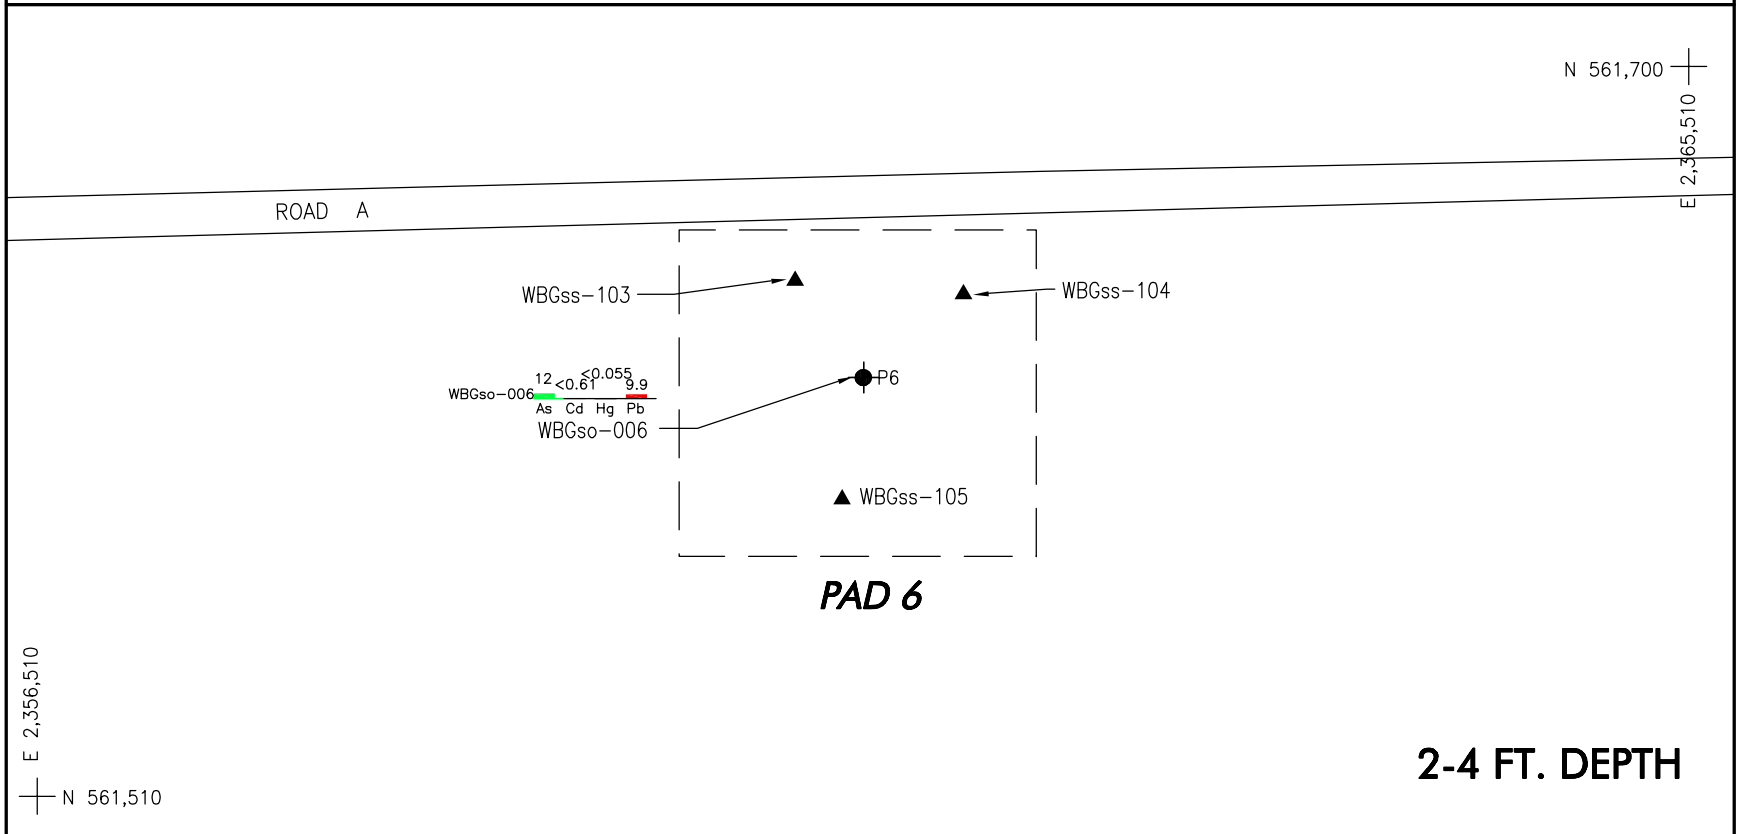 N 561,700
E 2,365,510
ROAD A
WBGss-103
WBGss-104
12 <0.61 <0.055 9.9
WBGso-006
As Cd Hg Pb
P6
WBGso-006
WBGss-105
PAD 6
E 2,356,510
2-4 FT. DEPTH
N 561,510